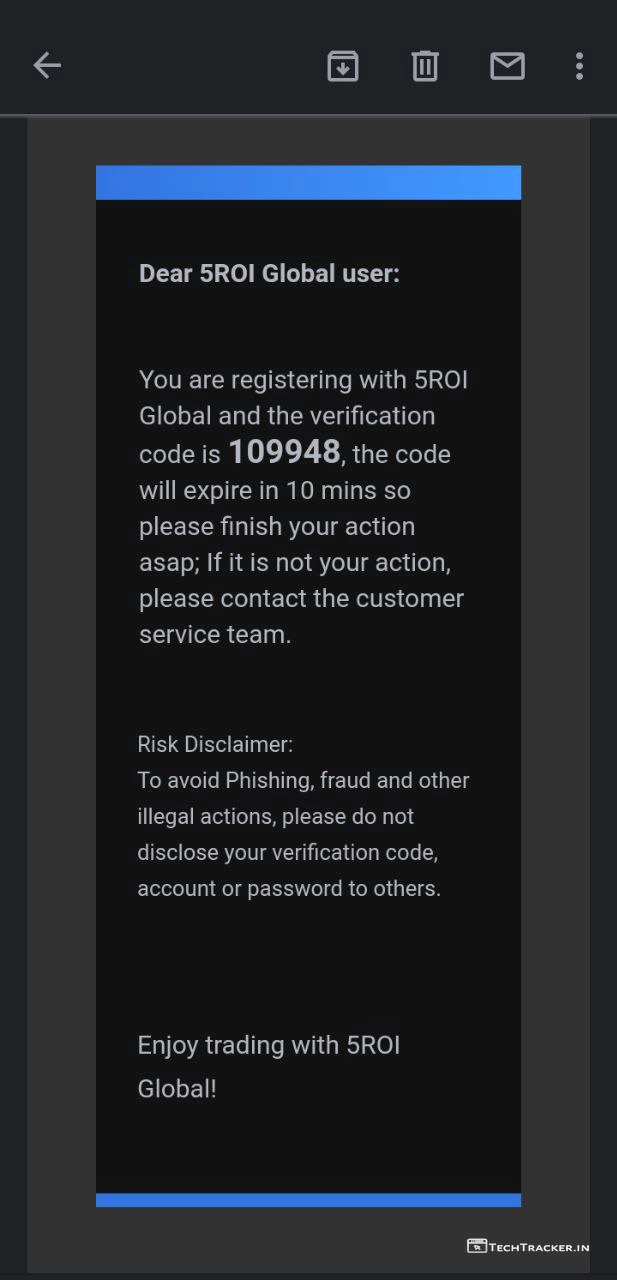 Dear 5ROI Global user:
You are registering with 5ROI
Global and the verification
code is 109948, the code
will expire in 10 mins so
please finish your action
asap; If it is not your action,
please contact the customer
service team.
Risk Disclaimer:
To avoid Phishing, fraud and other
illegal actions, please do not
disclose your verification code,
account or password to others.
Enjoy trading with 5ROI
Global!
TECHTRACKER.IN